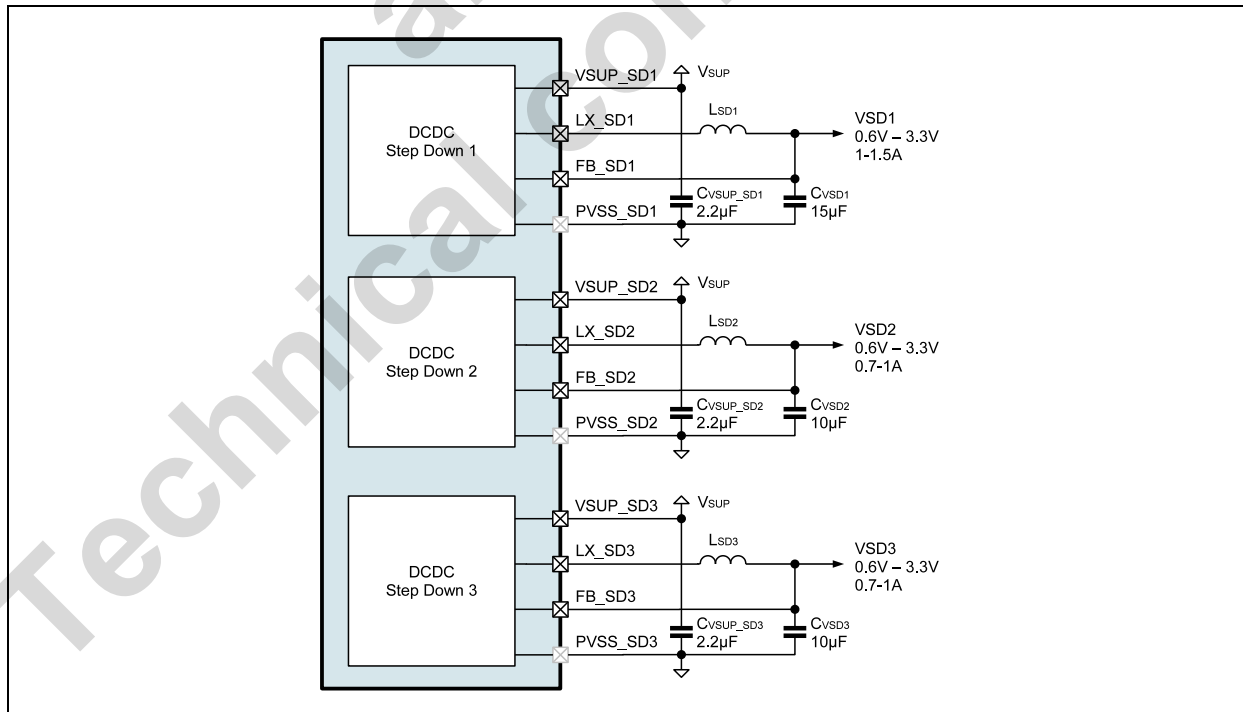 VSUP_SD1
VSUP
LSD1
LX_SD1
VSD1
0.6V – 3.3V
1-1.5A
DCDC
Step Down 1
FB_SD1
CVSUP_SD1
2.2µF
CVSD1
15µF
PVSS_SD1
VSUP_SD2
VSUP
LSD2
LX_SD2
VSD2
0.6V – 3.3V
0.7-1A
DCDC
Step Down 2
FB_SD2
CVSUP_SD2
2.2µF
CVSD2
10µF
PVSS_SD2
VSUP_SD3
VSUP
LSD3
LX_SD3
VSD3
0.6V – 3.3V
0.7-1A
DCDC
Step Down 3
FB_SD3
CVSUP_SD3
2.2µF
CVSD3
10µF
PVSS_SD3
Technical